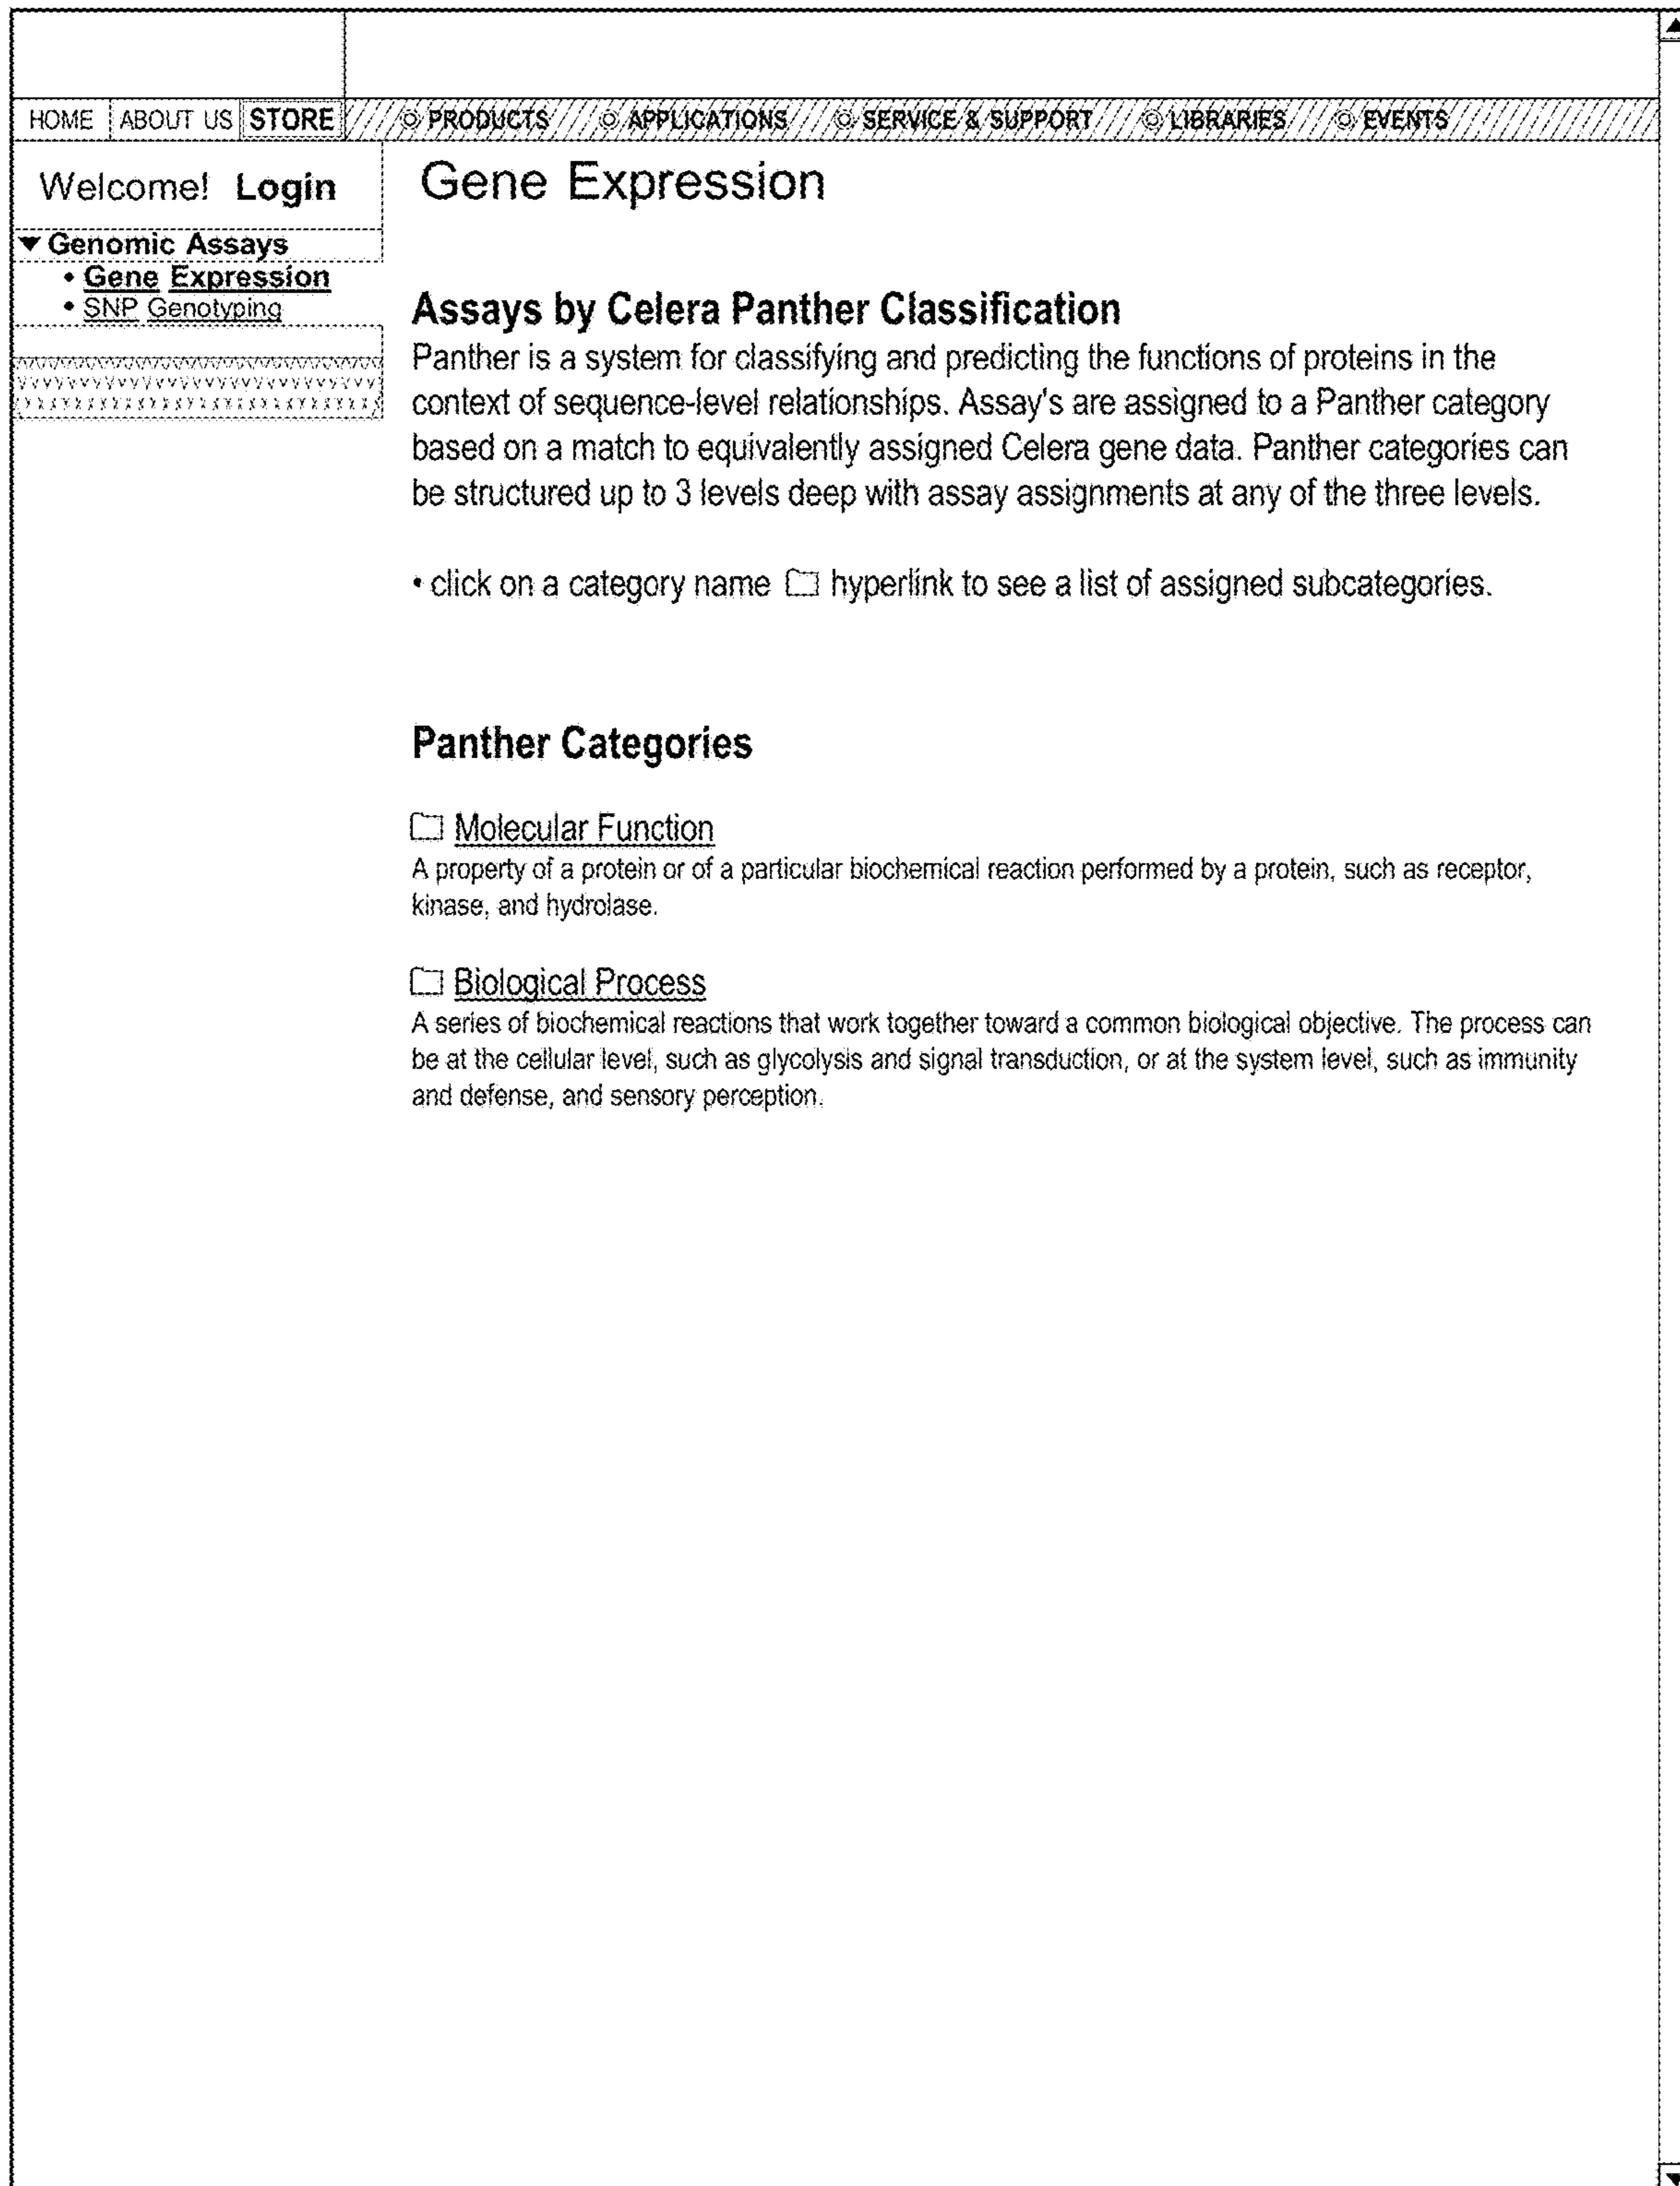 HOME ABOUT US STORE PRODUCTS APPLICATIONS SERVICE & SUPPORT LIBRARIES EVENTS
Welcome! Login
Genomic Assays
• Gene Expression
• SNP Genotyping
Gene Expression
Assays by Celera Panther Classification
Panther is a system for classifying and predicting the functions of proteins in the
context of sequence-level relationships. Assay's are assigned to a Panther category
based on a match to equivalently assigned Celera gene data. Panther categories can
be structured up to 3 levels deep with assay assignments at any of the three levels.
• click on a category name hyperlink to see a list of assigned subcategories.
Panther Categories
Molecular Function
A property of a protein or of a particular biochemical reaction performed by a protein, such as receptor,
kinase, and hydrolase.
Biological Process
A series of biochemical reactions that work together toward a common biological objective. The process can
be at the cellular level, such as glycolysis and signal transduction, or at the system level, such as immunity
and defense, and sensory perception.